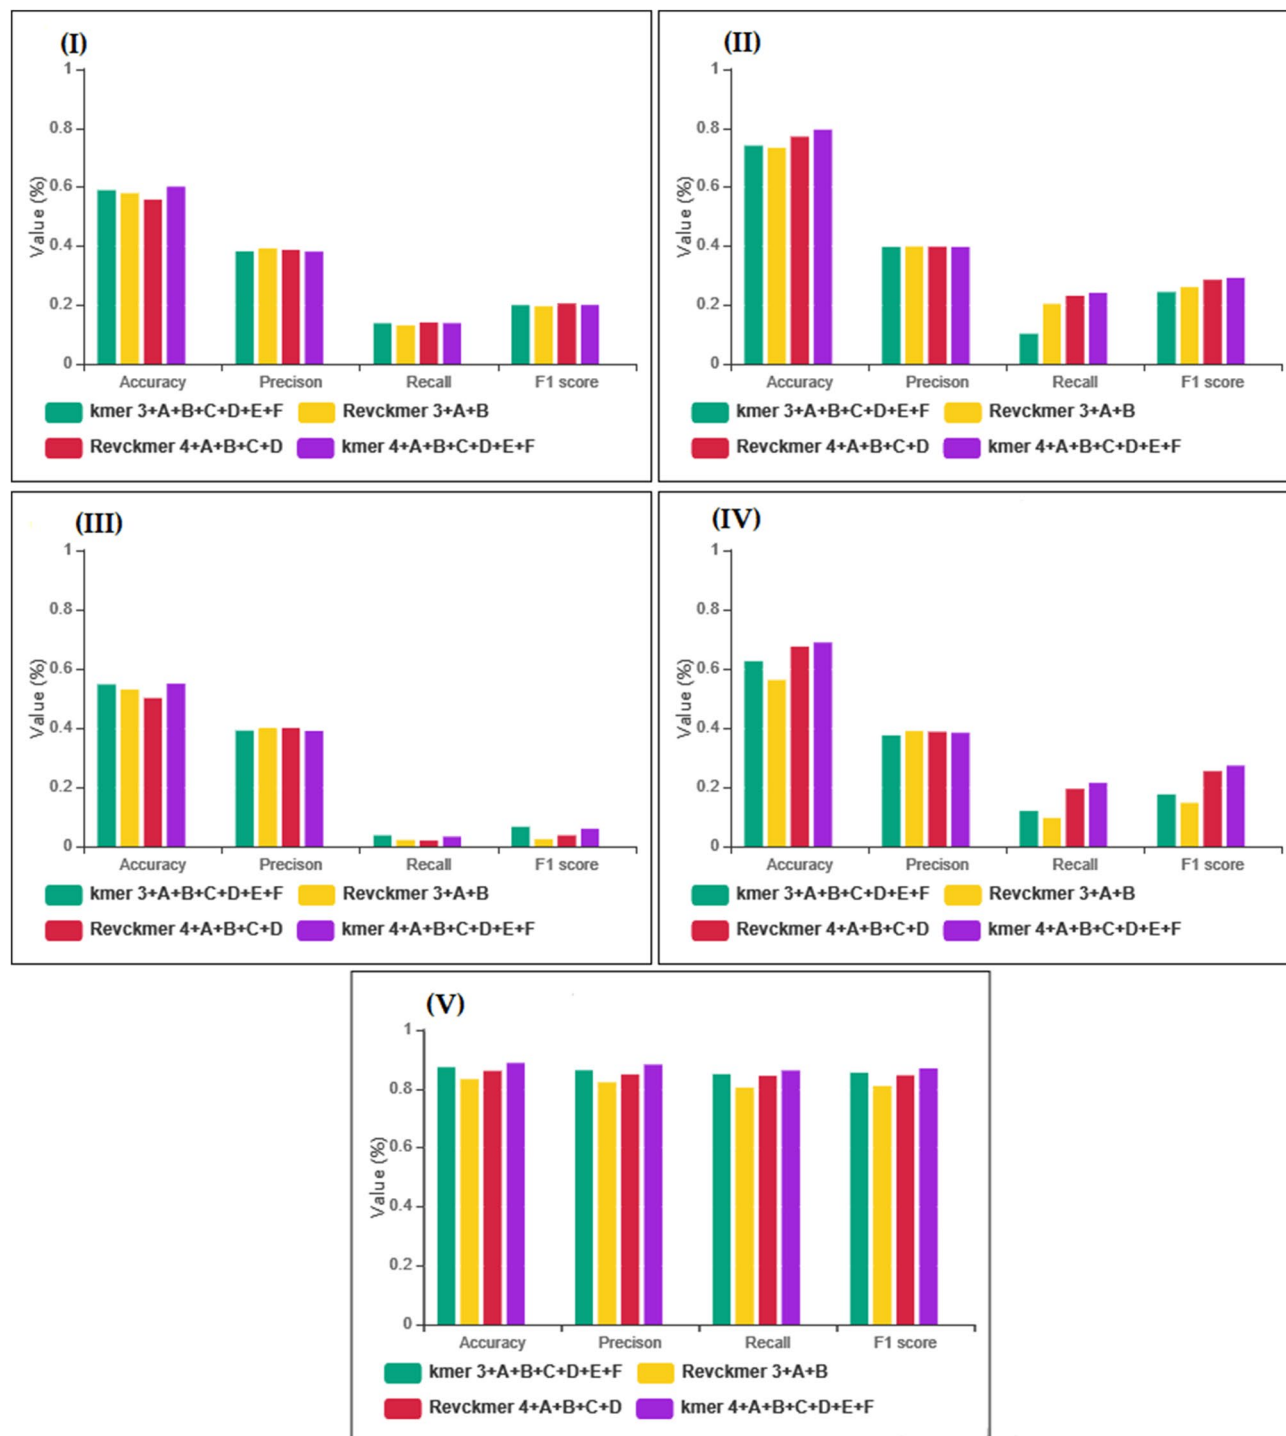 (I)
1
0.8
0.6
0.4
0.2
0
Value (%)
Accuracy Precison Recall F1 score
kmer 3+A+B+C+D+E+F Revckmer 3+A+B
Revckmer 4+A+B+C+D kmer 4+A+B+C+D+E+F
(II)
1
0.8
0.6
0.4
0.2
0
Value (%)
Accuracy Precison Recall F1 score
kmer 3+A+B+C+D+E+F Revckmer 3+A+B
Revckmer 4+A+B+C+D kmer 4+A+B+C+D+E+F
(III)
1
0.8
0.6
0.4
0.2
0
Value (%)
Accuracy Precison Recall F1 score
kmer 3+A+B+C+D+E+F Revckmer 3+A+B
Revckmer 4+A+B+C+D kmer 4+A+B+C+D+E+F
(IV)
1
0.8
0.6
0.4
0.2
0
Value (%)
Accuracy Precison Recall F1 score
kmer 3+A+B+C+D+E+F Revckmer 3+A+B
Revckmer 4+A+B+C+D kmer 4+A+B+C+D+E+F
(V)
1
0.8
0.6
0.4
0.2
0
Value (%)
Accuracy Precison Recall F1 score
kmer 3+A+B+C+D+E+F Revckmer 3+A+B
Revckmer 4+A+B+C+D kmer 4+A+B+C+D+E+F